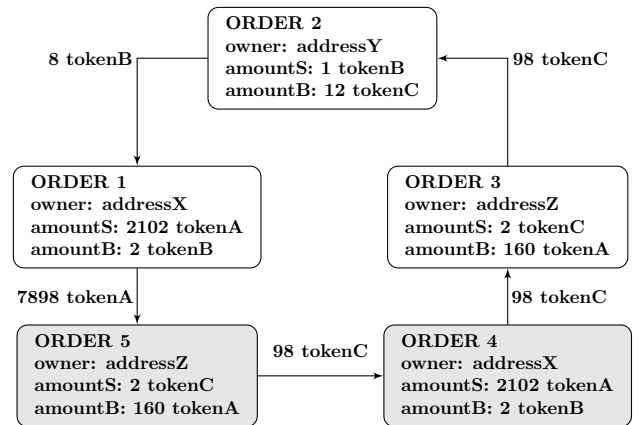 ORDER 2
owner: addressY
amountS: 1 tokenB
amountB: 12 tokenC
8 tokenB
98 tokenC
ORDER 1
owner: addressX
amountS: 2102 tokenA
amountB: 2 tokenB
ORDER 3
owner: addressZ
amountS: 2 tokenC
amountB: 160 tokenA
7898 tokenA
98 tokenC
ORDER 5
owner: addressZ
amountS: 2 tokenC
amountB: 160 tokenA
98 tokenC
ORDER 4
owner: addressX
amountS: 2102 tokenA
amountB: 2 tokenB